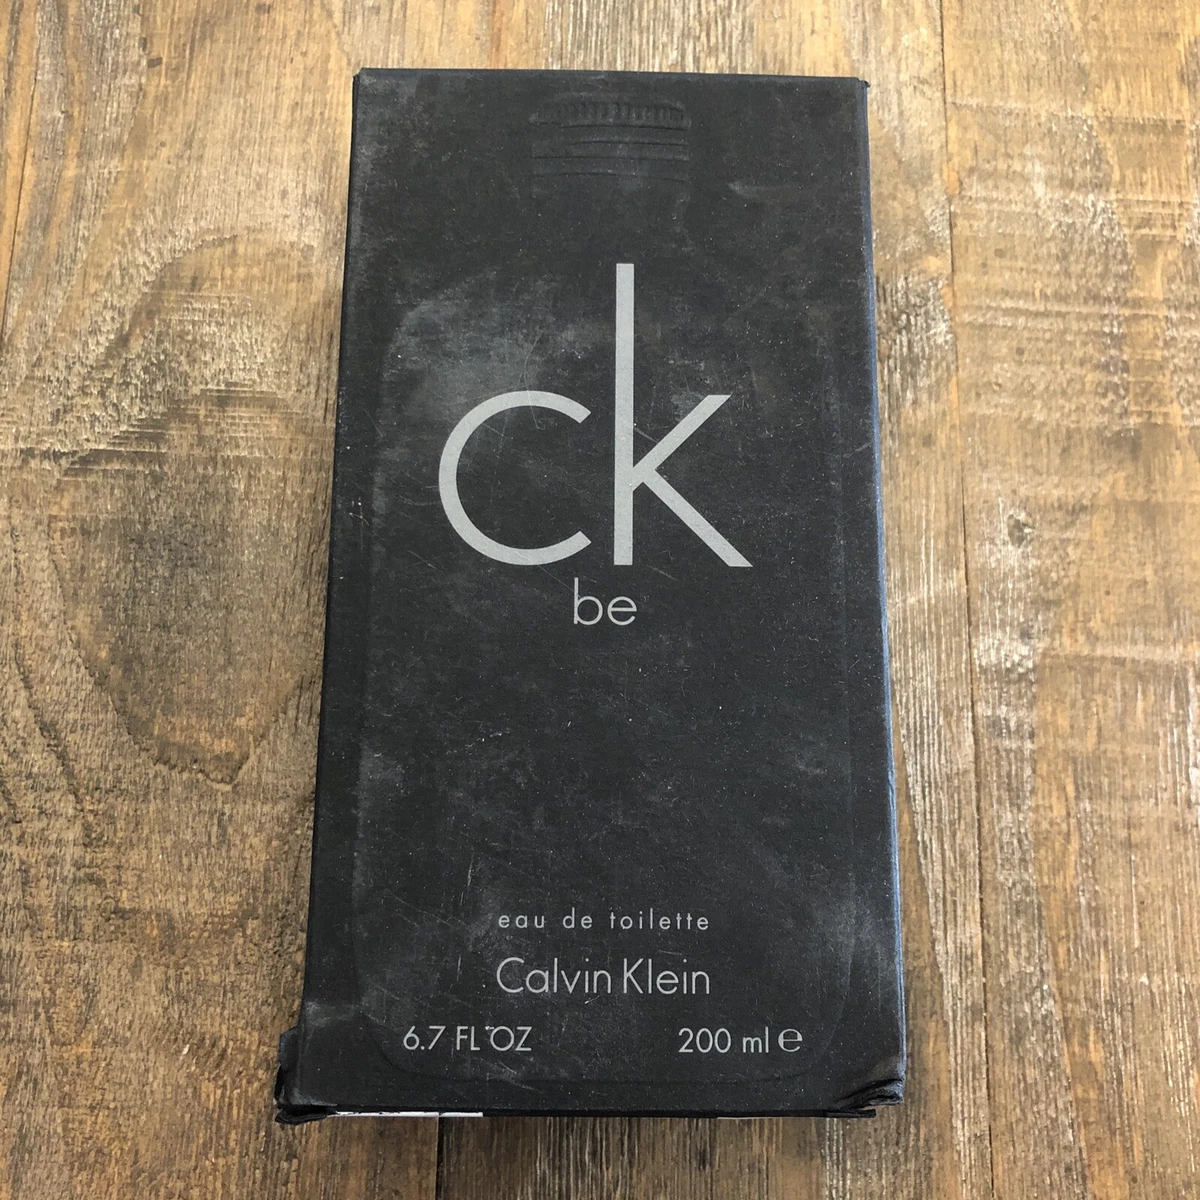 ck
be
eau de toilette
Calvin Klein
6.7 FL OZ 200 ml ℮